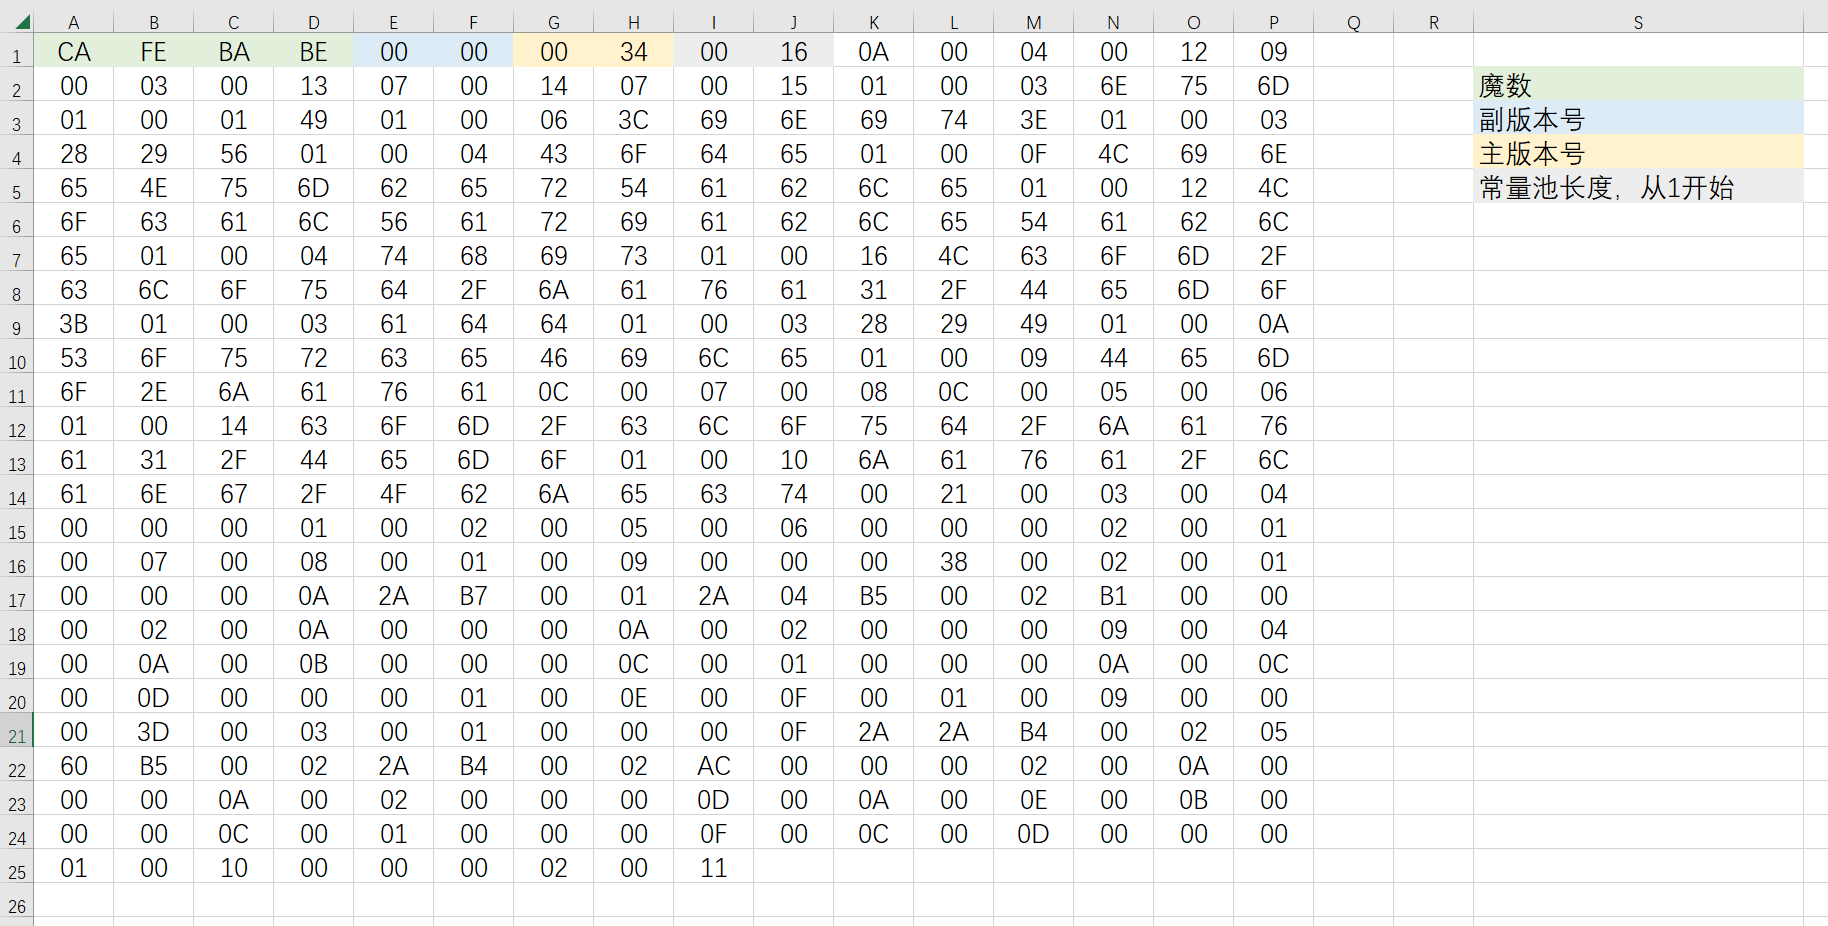 A B C D E F G H I J K L M N O P Q R S
1 CA FE BA BE 00 00 00 34 00 16 0A 00 04 00 12 09
2 00 03 00 13 07 00 14 07 00 15 01 00 03 6E 75 6D 魔数
3 01 00 01 49 01 00 06 3C 69 6E 69 74 3E 01 00 03 副版本号
4 28 29 56 01 00 04 43 6F 64 65 01 00 0F 4C 69 6E 主版本号
5 65 4E 75 6D 62 65 72 54 61 62 6C 65 01 00 12 4C 常量池长度，从1开始
6 6F 63 61 6C 56 61 72 69 61 62 6C 65 54 61 62 6C
7 65 01 00 04 74 68 69 73 01 00 16 4C 63 6F 6D 2F
8 63 6C 6F 75 64 2F 6A 61 76 61 31 2F 44 65 6D 6F
9 3B 01 00 03 61 64 64 01 00 03 28 29 49 01 00 0A
10 53 6F 75 72 63 65 46 69 6C 65 01 00 09 44 65 6D
11 6F 2E 6A 61 76 61 0C 00 07 00 08 0C 00 05 00 06
12 01 00 14 63 6F 6D 2F 63 6C 6F 75 64 2F 6A 61 76
13 61 31 2F 44 65 6D 6F 01 00 10 6A 61 76 61 2F 6C
14 61 6E 67 2F 4F 62 6A 65 63 74 00 21 00 03 00 04
15 00 00 00 01 00 02 00 05 00 06 00 00 00 02 00 01
16 00 07 00 08 00 01 00 09 00 00 00 38 00 02 00 01
17 00 00 00 0A 2A B7 00 01 2A 04 B5 00 02 B1 00 00
18 00 02 00 0A 00 00 00 0A 00 02 00 00 00 09 00 04
19 00 0A 00 0B 00 00 00 0C 00 01 00 00 00 0A 00 0C
20 00 0D 00 00 00 01 00 0E 00 0F 00 01 00 09 00 00
21 00 3D 00 03 00 01 00 00 00 0F 2A 2A B4 00 02 05
22 60 B5 00 02 2A B4 00 02 AC 00 00 00 02 00 0A 00
23 00 00 0A 00 02 00 00 00 0D 00 0A 00 0E 00 0B 00
24 00 00 0C 00 01 00 00 00 0F 00 0C 00 0D 00 00 00
25 01 00 10 00 00 00 02 00 11
26